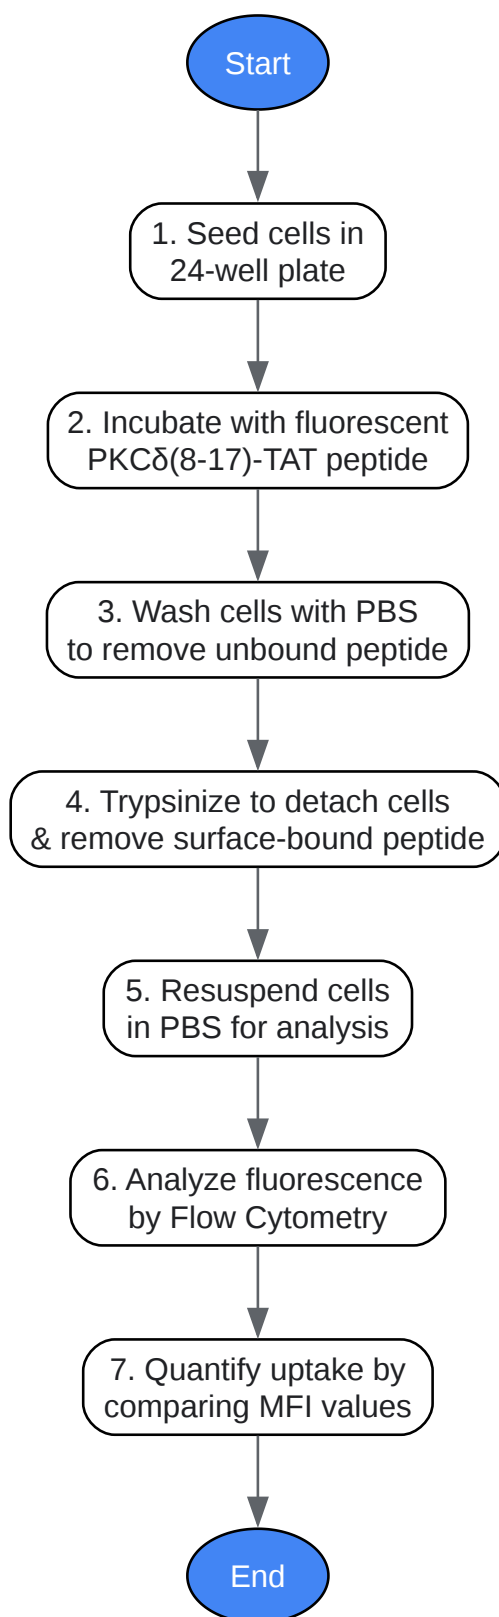 Start
1. Seed cells in
24-well plate
2. Incubate with fluorescent
PKCδ(8-17)-TAT peptide
3. Wash cells with PBS
to remove unbound peptide
4. Trypsinize to detach cells
& remove surface-bound peptide
5. Resuspend cells
in PBS for analysis
6. Analyze fluorescence
by Flow Cytometry
7. Quantify uptake by
comparing MFI values
End